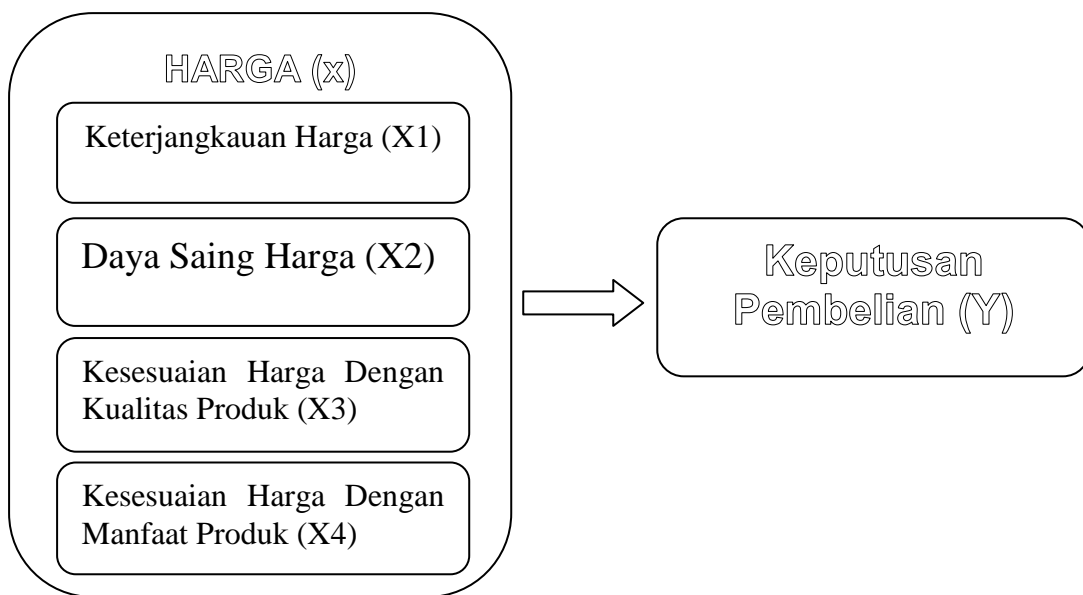 HARGA (x)
Keterjangkauan Harga (X1)
Daya Saing Harga (X2)
Kesesuaian Harga Dengan
Kualitas Produk (X3)
Kesesuaian Harga Dengan
Manfaat Produk (X4)
Keputusan
Pembelian (Y)